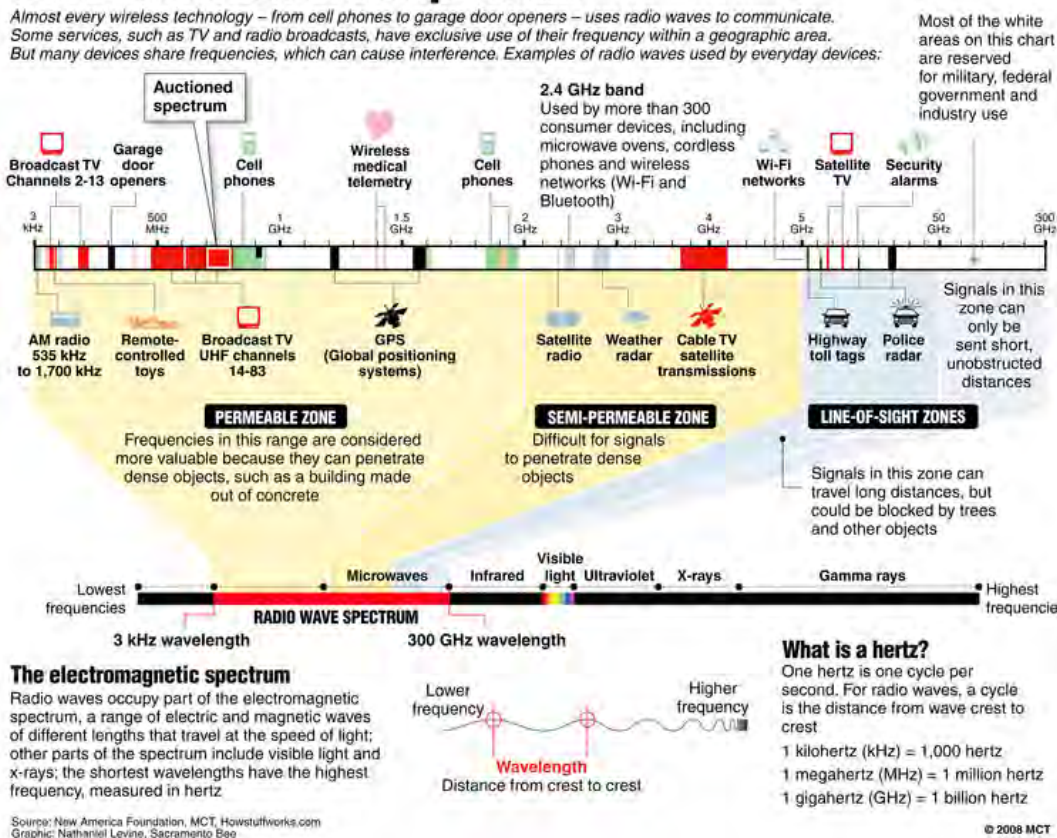 Almost every wireless technology – from cell phones to garage door openers – uses radio waves to communicate.
Some services, such as TV and radio broadcasts, have exclusive use of their frequency within a geographic area.
But many devices share frequencies, which can cause interference. Examples of radio waves used by everyday devices:
Most of the white
areas on this chart
are reserved
for military, federal
government and
industry use
Auctioned
spectrum
2.4 GHz band
Used by more than 300
consumer devices, including
microwave ovens, cordless
phones and wireless
networks (Wi-Fi and
Bluetooth)
Broadcast TV
Channels 2-13
Garage
door
openers
Cell
phones
Wireless
medical
telemetry
Cell
phones
Wi-Fi
networks
Satellite
TV
Security
alarms
3
kHz
500
MHz
1
GHz
1.5
GHz
2
GHz
3
GHz
4
GHz
5
GHz
50
GHz
300
GHz
AM radio
535 kHz
to 1,700 kHz
Remote-
controlled
toys
Broadcast TV
UHF channels
14-83
GPS
(Global positioning
systems)
Satellite
radio
Weather
radar
Cable TV
satellite
transmissions
Highway
toll tags
Police
radar
Signals in this
zone can
only be
sent short,
unobstructed
distances
PERMEABLE ZONE
Frequencies in this range are considered
more valuable because they can penetrate
dense objects, such as a building made
out of concrete
SEMI-PERMEABLE ZONE
Difficult for signals
to penetrate dense
objects
LINE-OF-SIGHT ZONES
Signals in this zone can
travel long distances, but
could be blocked by trees
and other objects
Lowest
frequencies
Microwaves
Infrared
Visible
light
Ultraviolet
X-rays
Gamma rays
Highest
frequencie
RADIO WAVE SPECTRUM
3 kHz wavelength
300 GHz wavelength
The electromagnetic spectrum
Radio waves occupy part of the electromagnetic
spectrum, a range of electric and magnetic waves
of different lengths that travel at the speed of light;
other parts of the spectrum include visible light and
x-rays; the shortest wavelengths have the highest
frequency, measured in hertz
Lower
frequency
Higher
frequency
Wavelength
Distance from crest to crest
What is a hertz?
One hertz is one cycle per
second. For radio waves, a cycle
is the distance from wave crest to
crest
1 kilohertz (kHz) = 1,000 hertz
1 megahertz (MHz) = 1 million hertz
1 gigahertz (GHz) = 1 billion hertz
Source: New America Foundation, MCT, Howstuffworks.com
Graphic: Nathaniel Levine, Sacramento Bee
© 2008 MCT